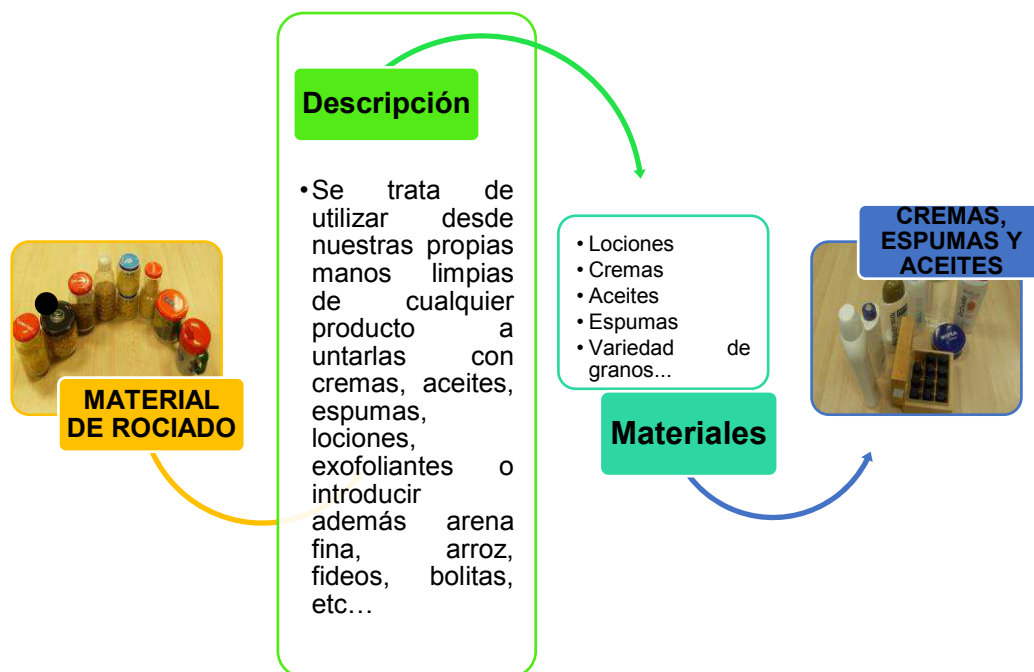 MATERIAL
DE ROCIADO
Descripción
•Se trata de
utilizar desde
nuestras propias
manos limpias
de cualquier
producto a
untarlas con
cremas, aceites,
espumas,
lociones,
exofoliantes o
introducir
además arena
fina, arroz,
fideos, bolitas,
etc…
• Lociones
• Cremas
• Aceites
• Espumas
• Variedad de
granos...
Materiales
CREMAS,
ESPUMAS Y
ACEITES
NIVEA